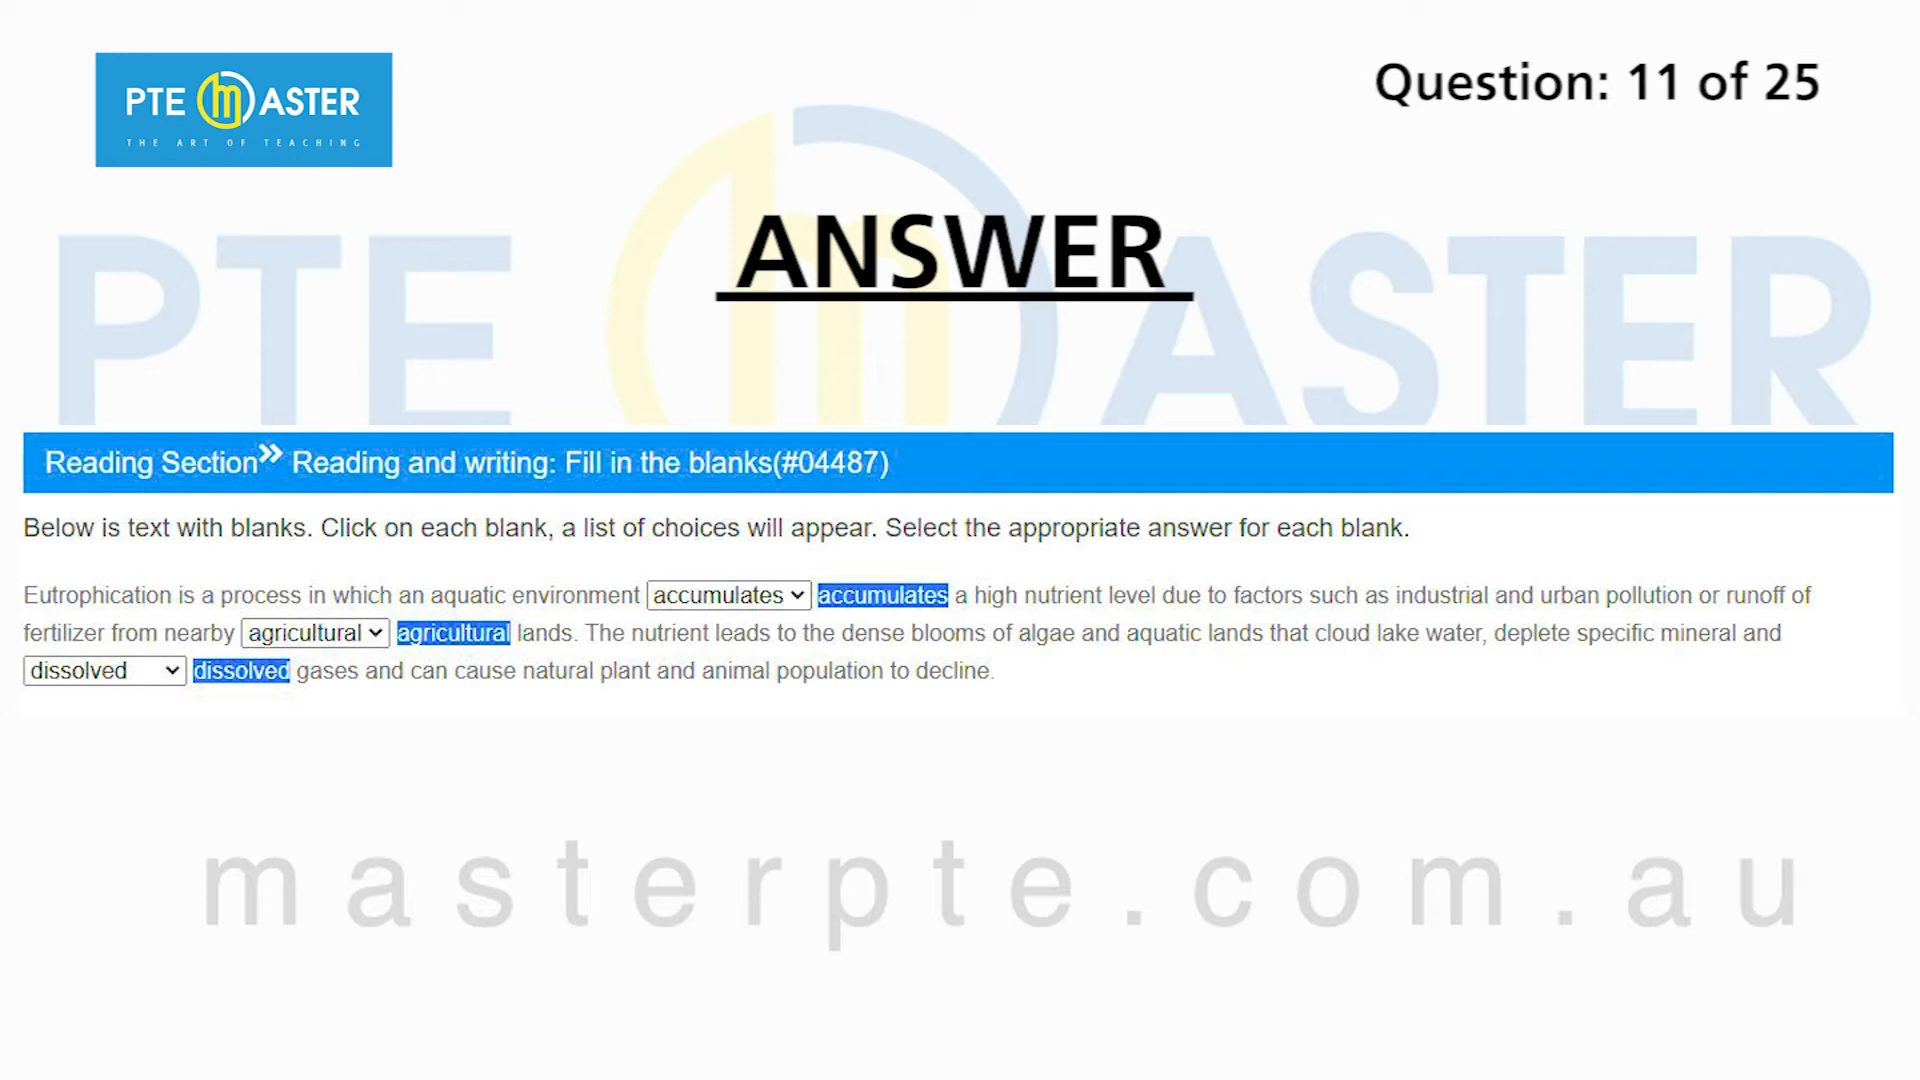 PTE MASTER
THE ART OF TEACHING
Question: 11 of 25
PTE MASTER
ANSWER
Reading Section» Reading and writing: Fill in the blanks(#04487)
Below is text with blanks. Click on each blank, a list of choices will appear. Select the appropriate answer for each blank.
Eutrophication is a process in which an aquatic environment accumulates accumulates a high nutrient level due to factors such as industrial and urban pollution or runoff of
fertilizer from nearby agricultural agricultural lands. The nutrient leads to the dense blooms of algae and aquatic lands that cloud lake water, deplete specific mineral and
dissolved dissolved gases and can cause natural plant and animal population to decline.
masterpte.com.au